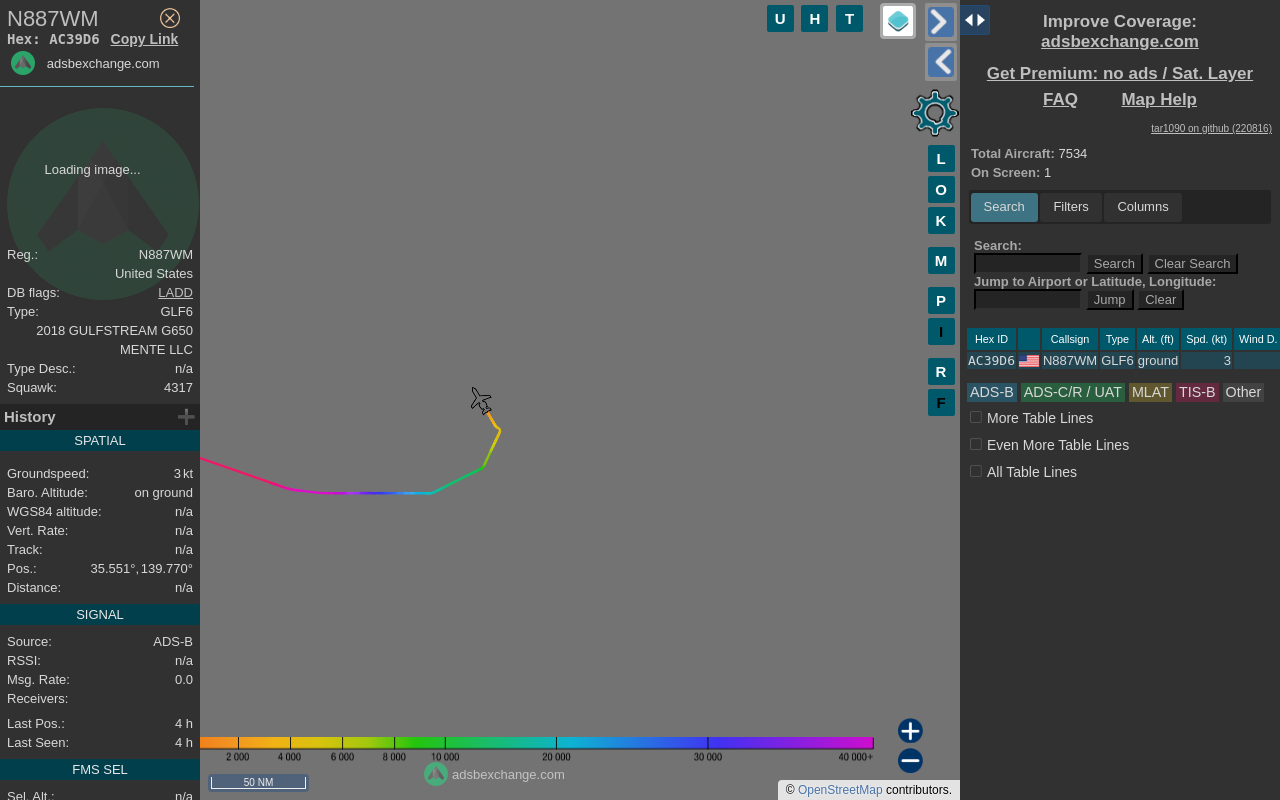 N887WM
Hex: AC39D6 Copy Link
adsbexchange.com
Loading image...
Reg.: N887WM
United States
DB flags: LADD
Type: GLF6
2018 GULFSTREAM G650
MENTE LLC
Type Desc.: n/a
Squawk: 4317
History
SPATIAL
Groundspeed: 3 kt
Baro. Altitude: on ground
WGS84 altitude: n/a
Vert. Rate: n/a
Track: n/a
Pos.: 35.551°, 139.770°
Distance: n/a
SIGNAL
Source: ADS-B
RSSI: n/a
Msg. Rate: 0.0
Receivers:
Last Pos.: 4 h
Last Seen: 4 h
FMS SEL
Sel. Alt.: n/a
U H T
L
O
K
M
P
I
R
F
2 000 4 000 6 000 8 000 10 000 20 000 30 000 40 000+
50 NM
adsbexchange.com
© OpenStreetMap contributors.
Improve Coverage:
adsbexchange.com
Get Premium: no ads / Sat. Layer
FAQ Map Help
tar1090 on github (220816)
Total Aircraft: 7534
On Screen: 1
Search Filters Columns
Search:
Search Clear Search
Jump to Airport or Latitude, Longitude:
Jump Clear
Hex ID Callsign Type Alt. (ft) Spd. (kt) Wind D.
AC39D6 N887WM GLF6 ground 3
ADS-B ADS-C/R / UAT MLAT TIS-B Other
More Table Lines
Even More Table Lines
All Table Lines